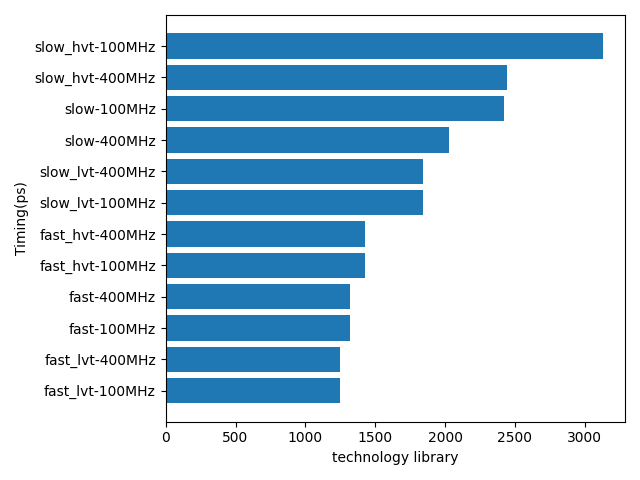 slow_hvt-100MHz
slow_hvt-400MHz
slow-100MHz
slow-400MHz
slow_lvt-400MHz
slow_lvt-100MHz
fast_hvt-400MHz
fast_hvt-100MHz
fast-400MHz
fast-100MHz
fast_lvt-400MHz
fast_lvt-100MHz
Timing(ps)
0 500 1000 1500 2000 2500 3000
technology library